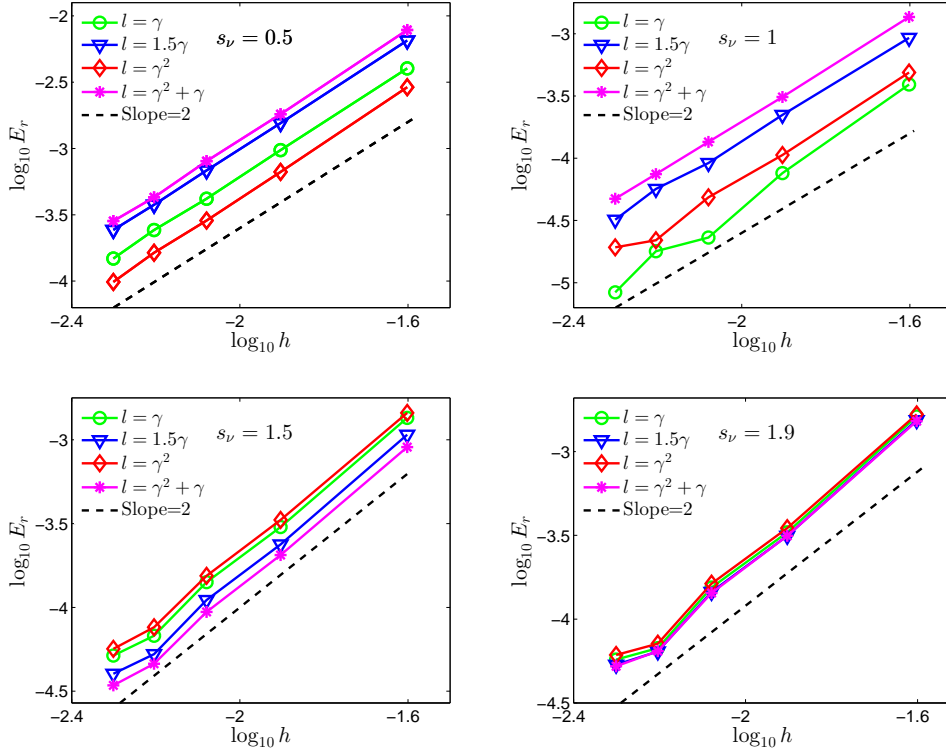 l = γ
l = 1.5γ
l = γ²
l = γ² + γ
Slope=2
s_ν = 0.5
log₁₀ E_r
-2
-2.5
-3
-3.5
-4
-2.4
-2
-1.6
log₁₀ h
l = γ
l = 1.5γ
l = γ²
l = γ² + γ
Slope=2
s_ν = 1
log₁₀ E_r
-3
-3.5
-4
-4.5
-5
-2.4
-2
-1.6
log₁₀ h
l = γ
l = 1.5γ
l = γ²
l = γ² + γ
Slope=2
s_ν = 1.5
log₁₀ E_r
-3
-3.5
-4
-4.5
-2.4
-2
-1.6
log₁₀ h
l = γ
l = 1.5γ
l = γ²
l = γ² + γ
Slope=2
s_ν = 1.9
log₁₀ E_r
-3
-3.5
-4
-4.5
-2.4
-2
-1.6
log₁₀ h